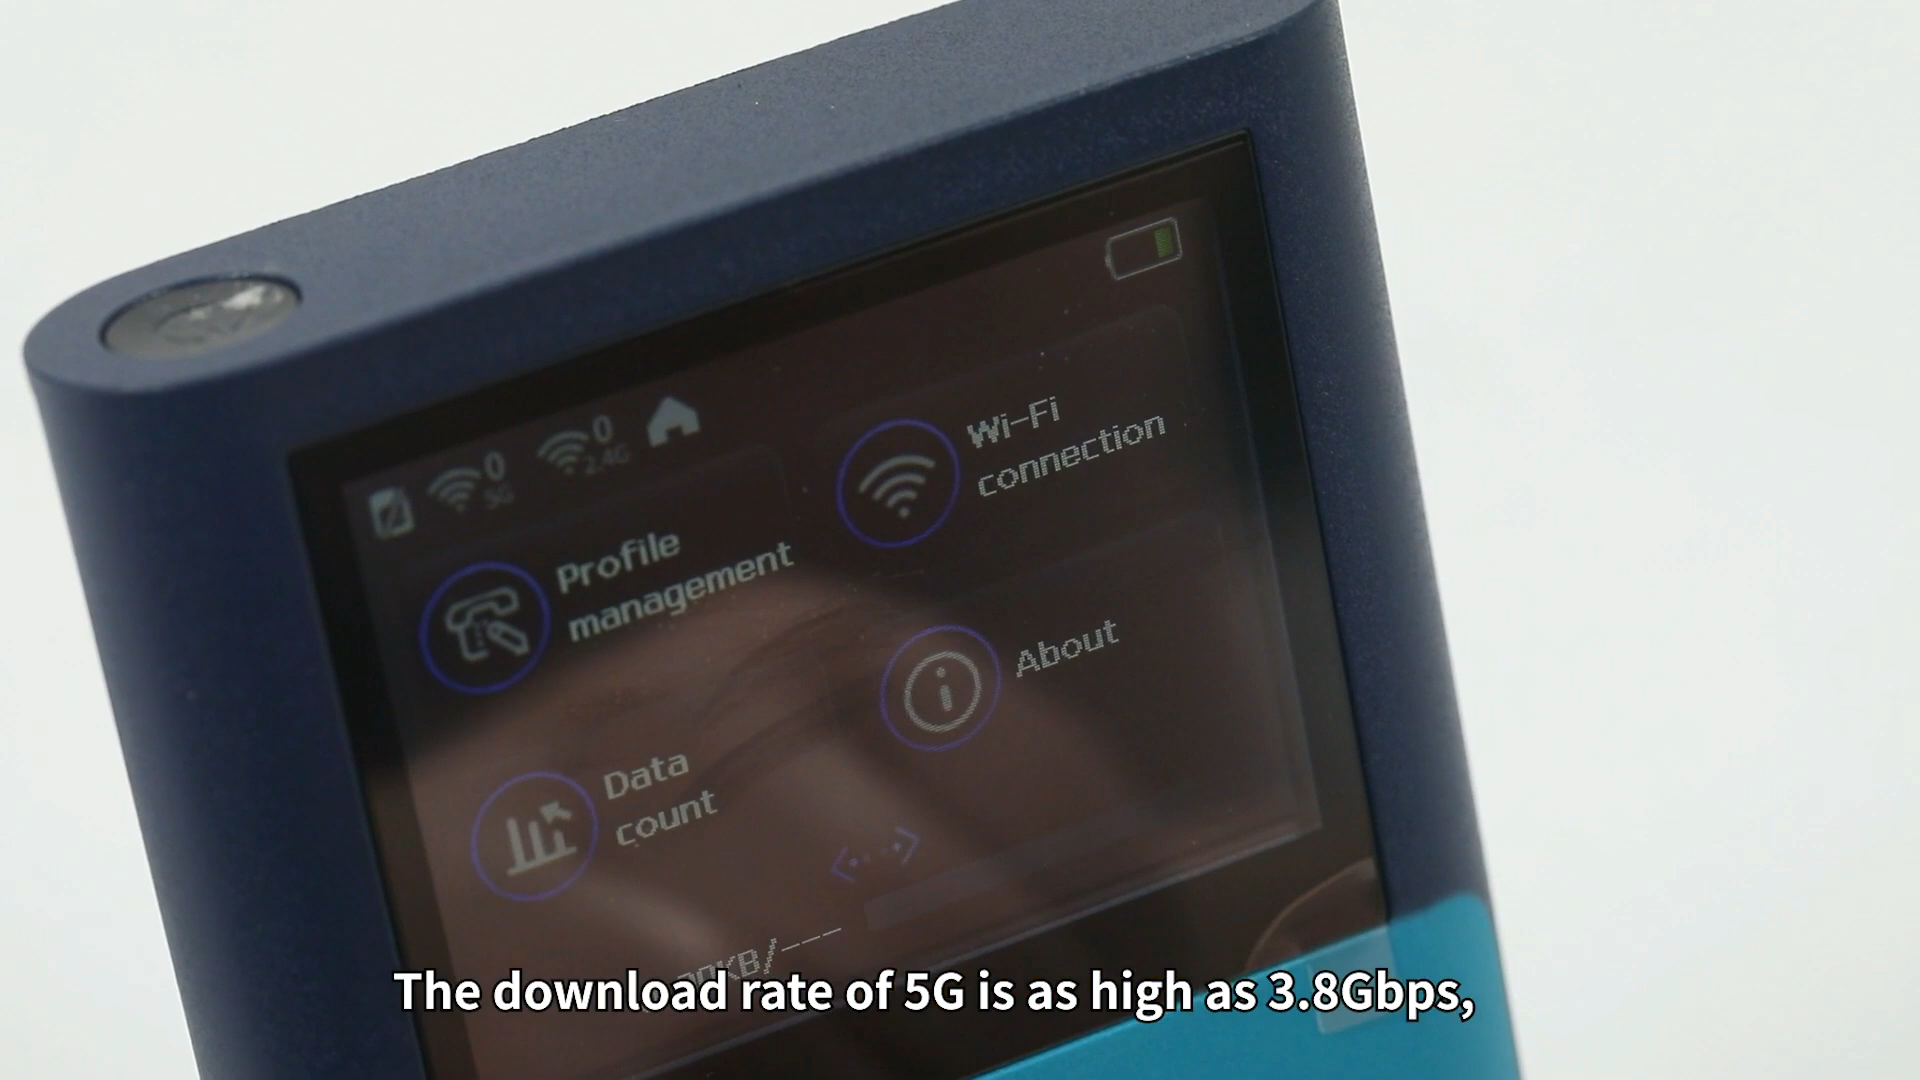 0
5G
0
2.4G
Wi-Fi
connection
Profile
management
About
Data
count
KB/---
The download rate of 5G is as high as 3.8Gbps,